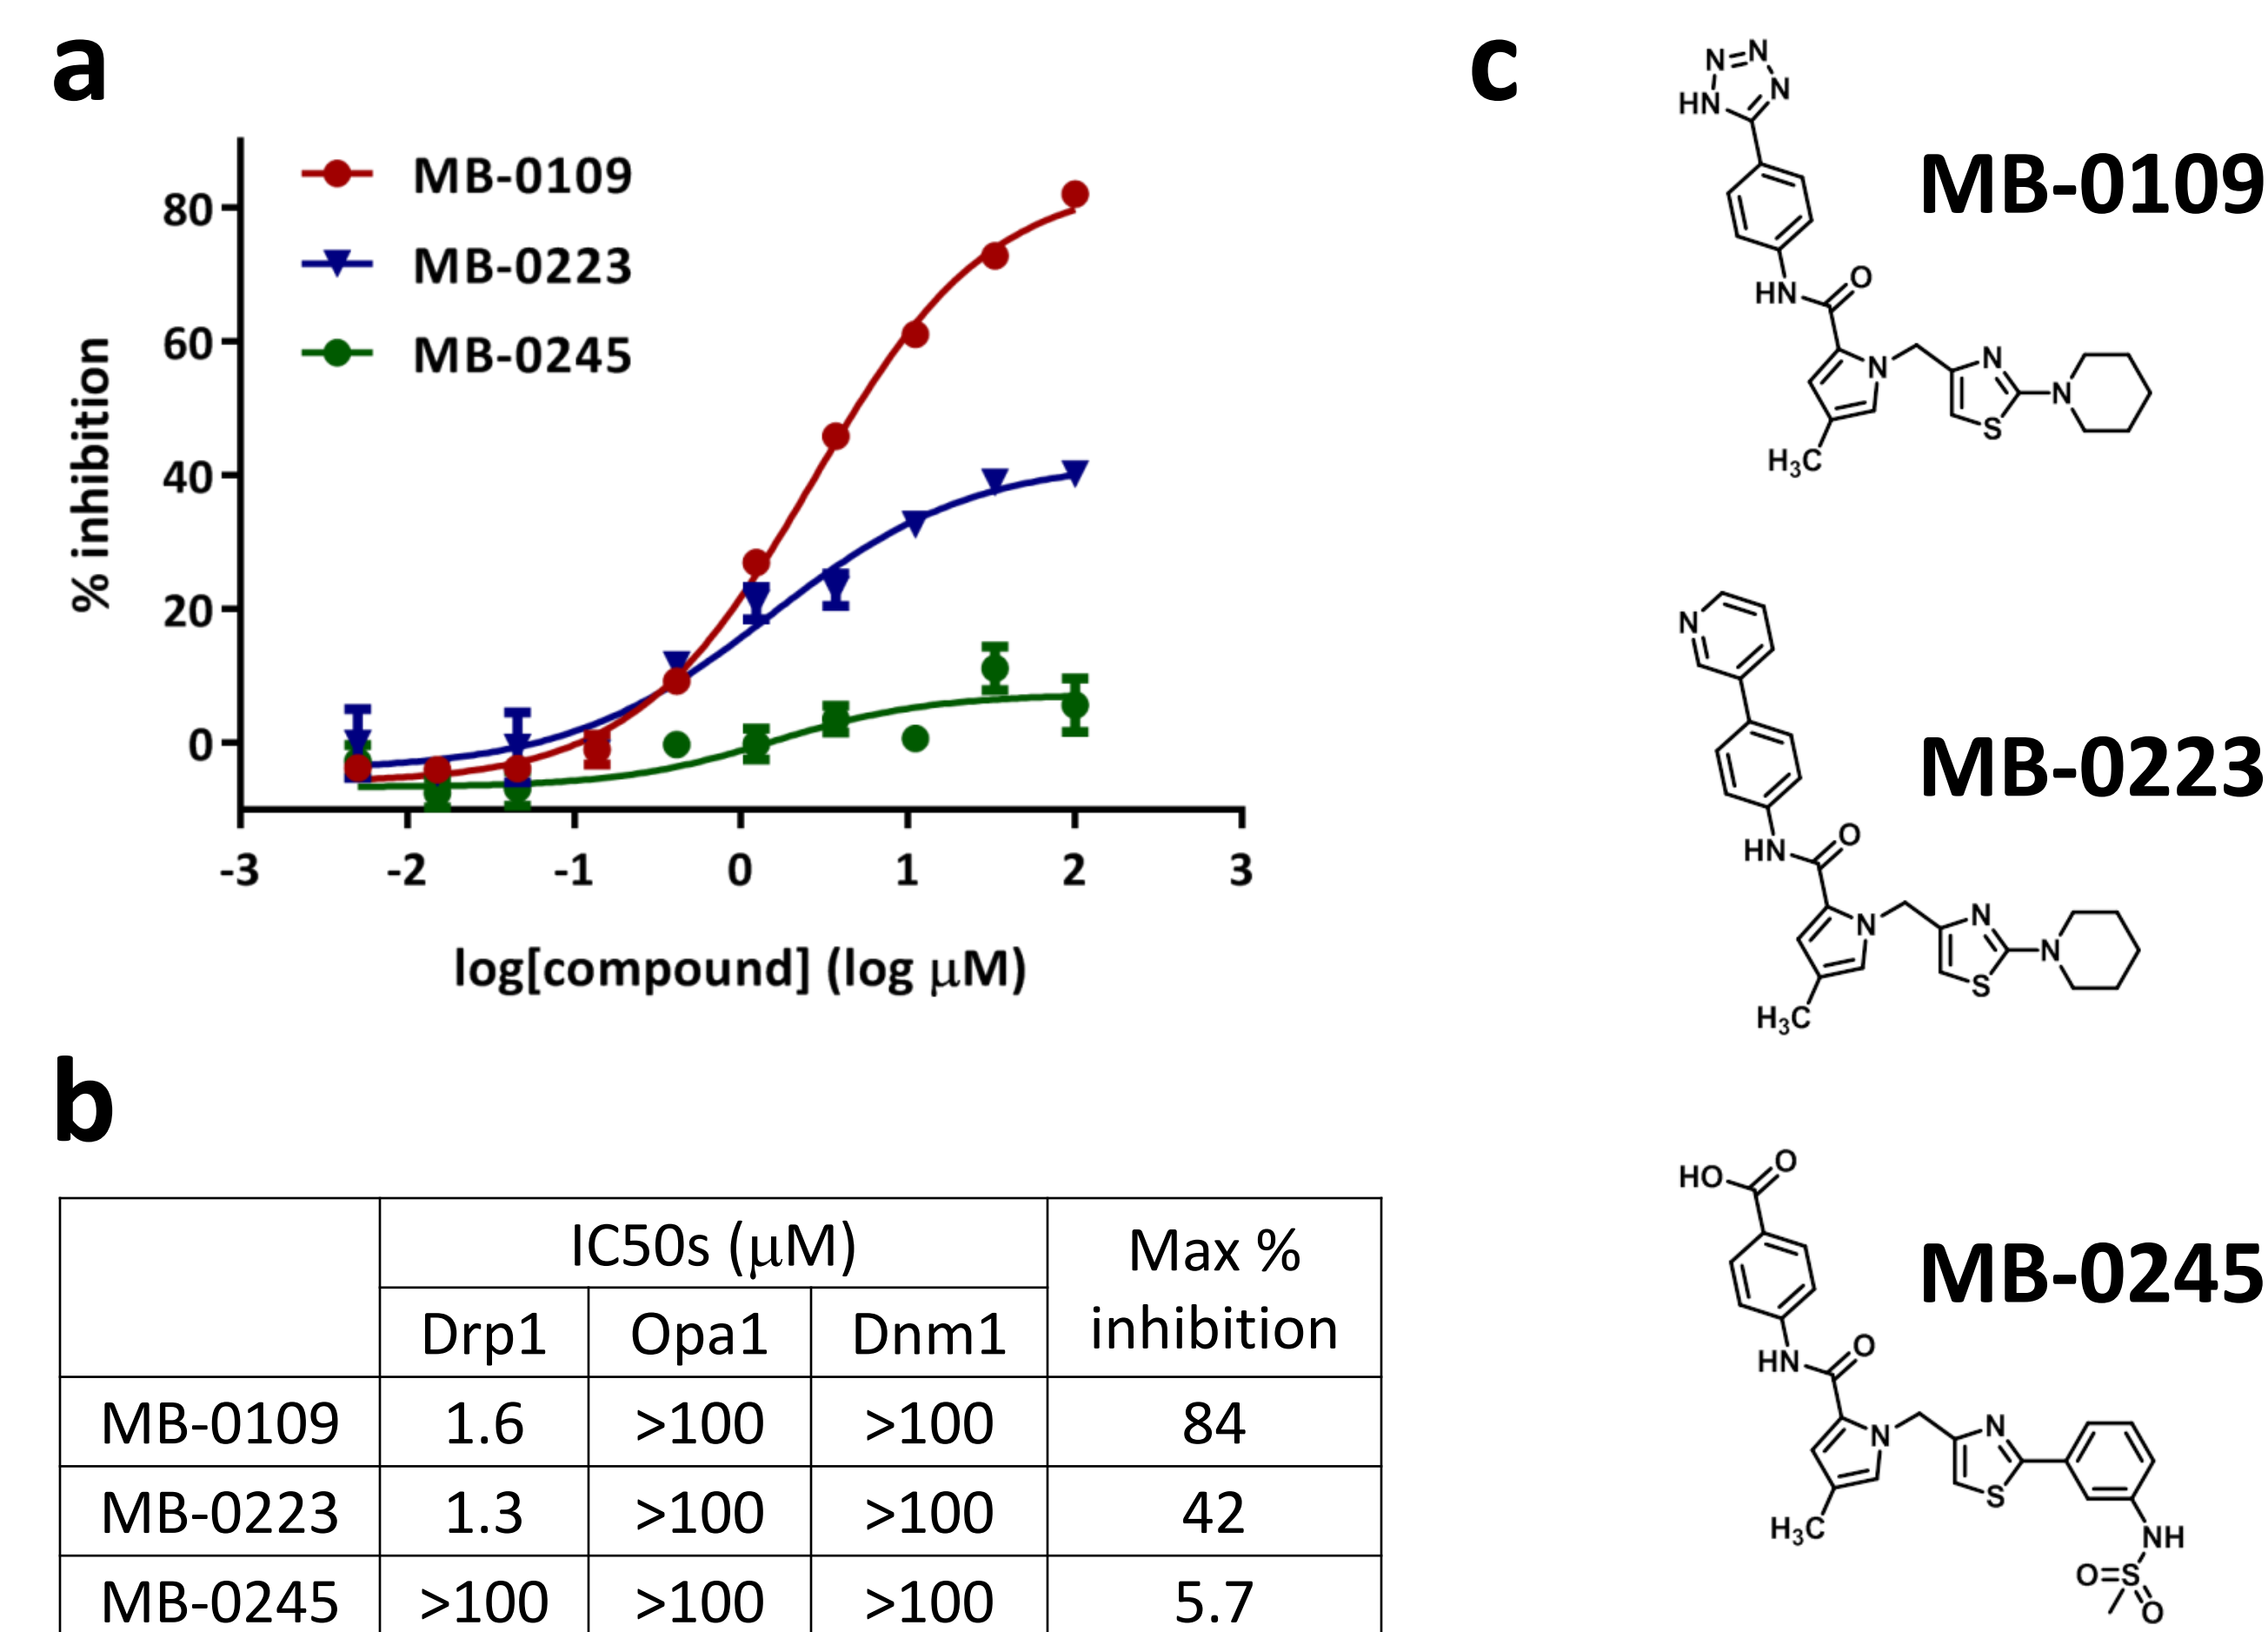 a
MB-0109
MB-0223
MB-0245
% inhibition
80
60
40
20
0
-3 -2 -1 0 1 2 3
log[compound] (log μM)
b
IC50s (μM) Max %
inhibition
Drp1 Opa1 Dnm1
MB-0109 1.6 >100 >100 84
MB-0223 1.3 >100 >100 42
MB-0245 >100 >100 >100 5.7
c
N N
HN N
MB-0109
HN O
N N N
S
H₃C
N
MB-0223
HN O
N N N
S
H₃C
HO O
MB-0245
HN O
N N
S
H₃C
NH
O=S
O